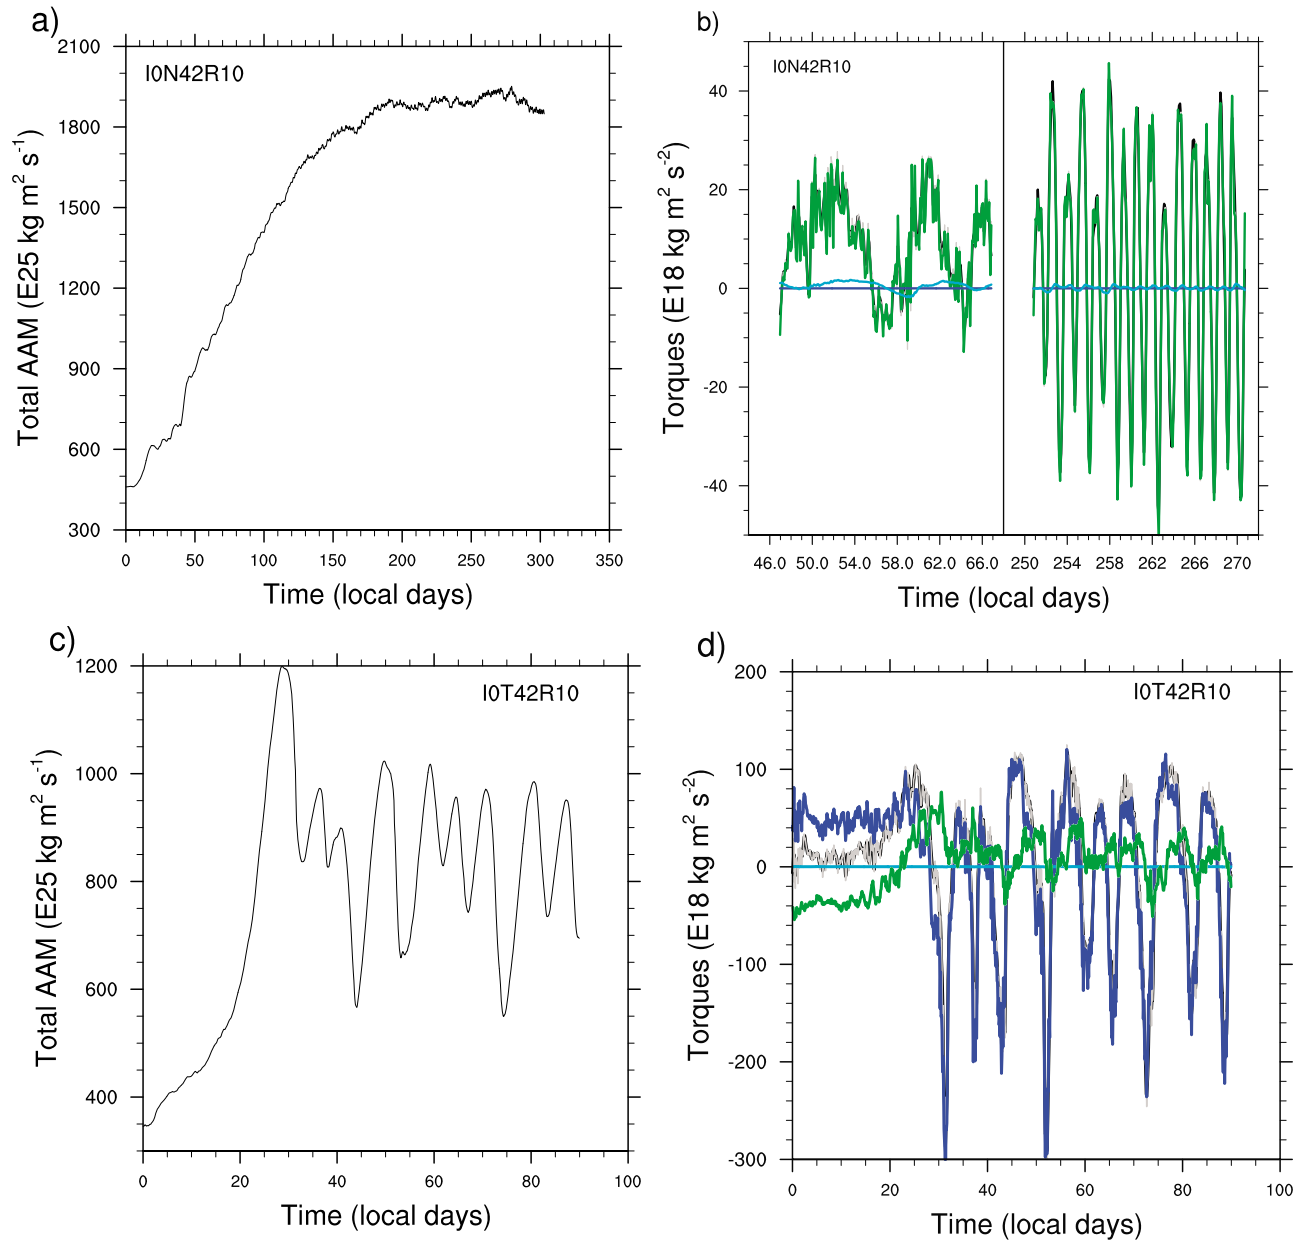 a)
I0N42R10
Total AAM (E25 kg m² s⁻¹)
2100
1800
1500
1200
900
600
300
0 50 100 150 200 250 300 350
Time (local days)
b)
I0N42R10
Torques (E18 kg m² s⁻²)
40
20
0
-20
-40
46.0 50.0 54.0 58.0 62.0 66.0 250 254 258 262 266 270
Time (local days)
c)
I0T42R10
Total AAM (E25 kg m² s⁻¹)
1200
1000
800
600
400
0 20 40 60 80 100
Time (local days)
d)
I0T42R10
Torques (E18 kg m² s⁻²)
200
100
0
-100
-200
-300
0 20 40 60 80 100
Time (local days)